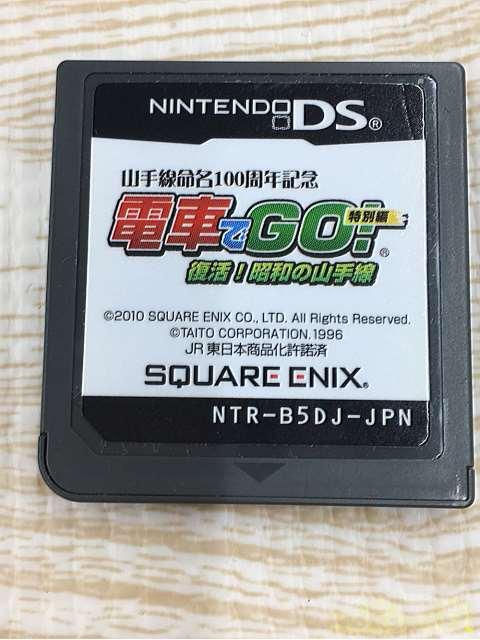 NINTENDO DS®
山手線命名100周年記念
電車でGO!® 特別編
復活!昭和の山手線
©2010 SQUARE ENIX CO., LTD. All Rights Reserved.
©TAITO CORPORATION.1996
JR東日本商品化許諾済
SQUARE ENIX®
NTR-B5DJ-JPN